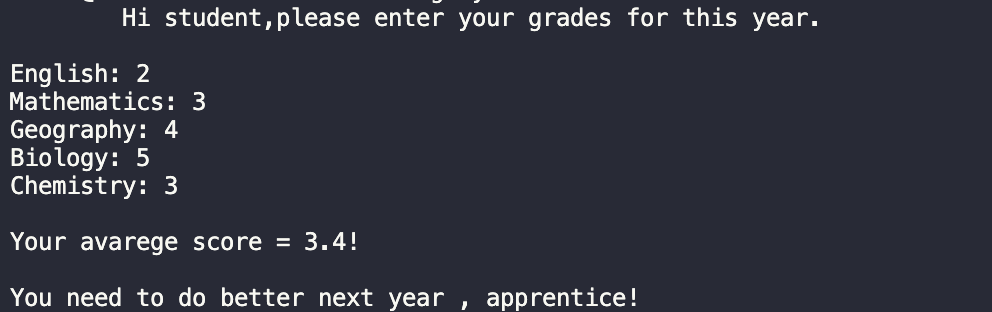 Hi student,please enter your grades for this year.
English: 2
Mathematics: 3
Geography: 4
Biology: 5
Chemistry: 3
Your avarege score = 3.4!
You need to do better next year , apprentice!